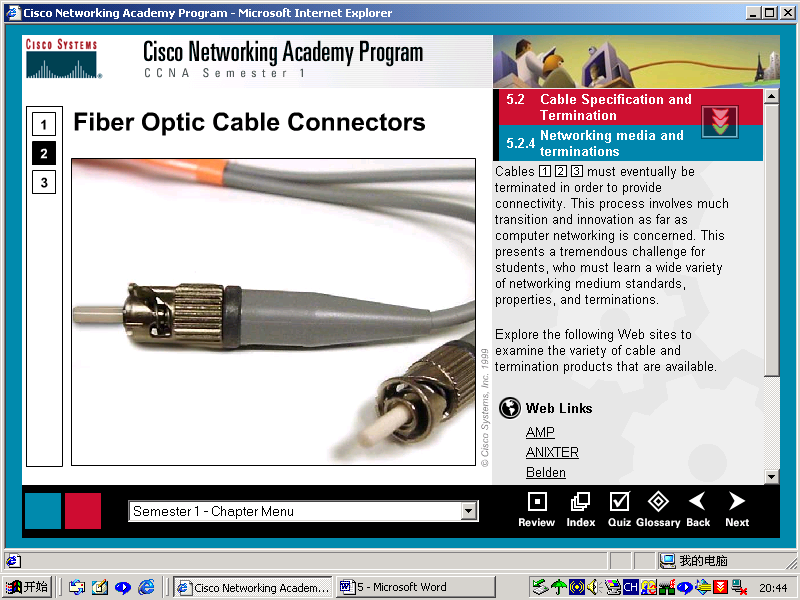 Cisco Networking Academy Program - Microsoft Internet Explorer
CISCO SYSTEMS
Cisco Networking Academy Program
CCNA Semester 1
1
2
3
Fiber Optic Cable Connectors
© Cisco Systems, Inc. 1999
5.2 Cable Specification and
Termination
5.2.4 Networking media and
terminations
Cables 1 2 3 must eventually be
terminated in order to provide
connectivity. This process involves much
transition and innovation as far as
computer networking is concerned. This
presents a tremendous challenge for
students, who must learn a wide variety
of networking medium standards,
properties, and terminations.
Explore the following Web sites to
examine the variety of cable and
termination products that are available.
Web Links
AMP
ANIXTER
Belden
Semester 1 - Chapter Menu
Review Index Quiz Glossary Back Next
我的电脑
开始 Cisco Networking Academ... 5 - Microsoft Word CH 20:44